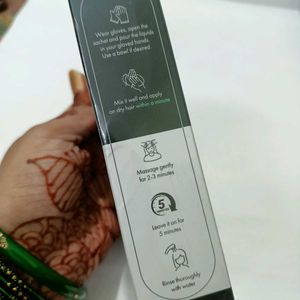 Wear gloves, open the
sachet and pour the liquids
in your gloved hands.
Use a bowl if desired
Mix it well and apply
on dry hair within a minute
Massage gently
for 2-3 minutes
5
Leave it on for
5 minutes
Rinse thoroughly
with water